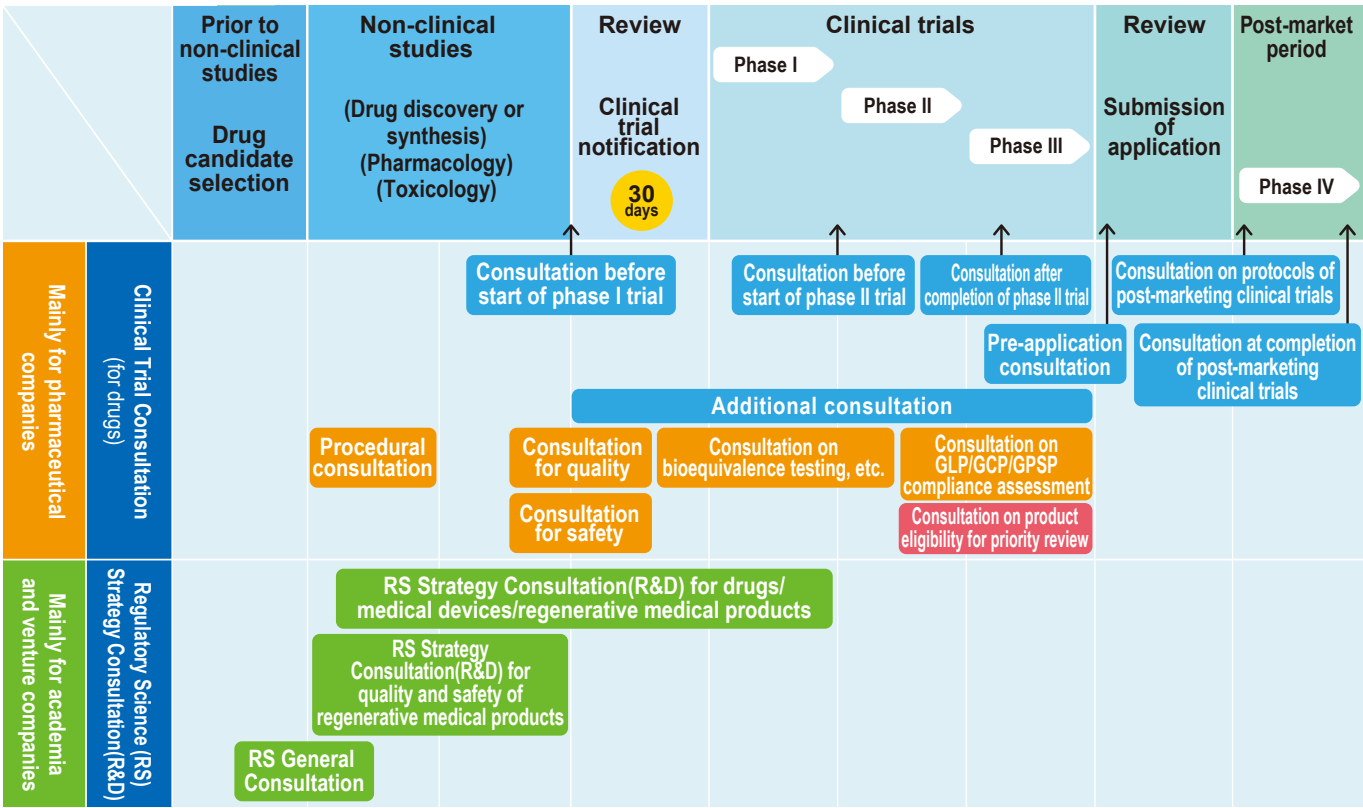 Prior to
non-clinical
studies
Drug
candidate
selection
Non-clinical
studies
(Drug discovery or
synthesis)
(Pharmacology)
(Toxicology)
Review
Clinical
trial
notification
30
days
Clinical trials
Phase I
Phase II
Phase III
Review
Submission
of
application
Post-market
period
Phase IV
Mainly for pharmaceutical
companies
Clinical Trial Consultation
(for drugs)
Consultation before
start of phase I trial
Consultation before
start of phase II trial
Consultation after
completion of phase II trial
Consultation on protocols of
post-marketing clinical trials
Pre-application
consultation
Consultation at completion
of post-marketing
clinical trials
Additional consultation
Procedural
consultation
Consultation
for quality
Consultation on
bioequivalence testing, etc.
Consultation on
GLP/GCP/GPSP
compliance assessment
Consultation
for safety
Consultation on product
eligibility for priority review
Mainly for academia
and venture companies
Regulatory Science (RS)
Strategy Consultation(R&D)
RS Strategy Consultation(R&D) for drugs/
medical devices/regenerative medical products
RS Strategy
Consultation(R&D) for
quality and safety of
regenerative medical products
RS General
Consultation